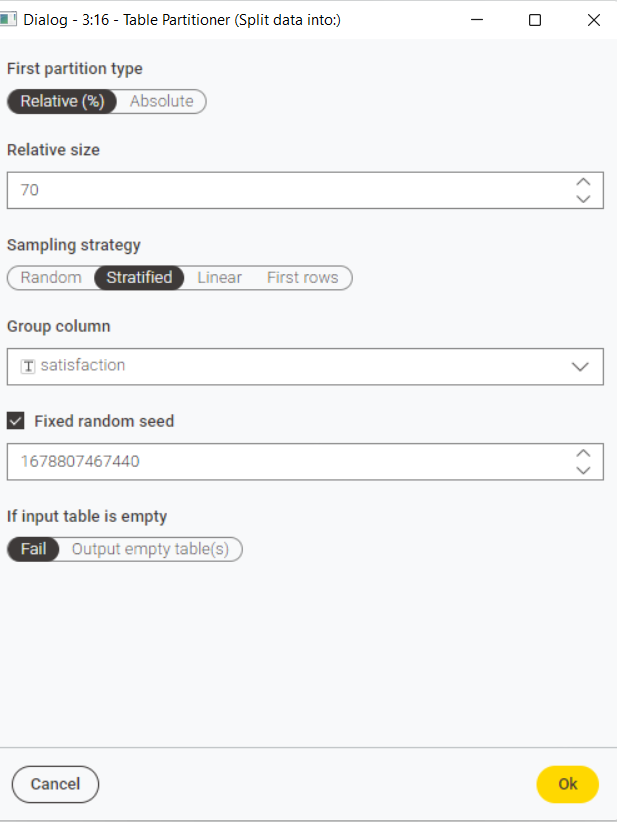 Dialog - 3:16 - Table Partitioner (Split data into:)
First partition type
Relative (%) Absolute
Relative size
70
Sampling strategy
Random Stratified Linear First rows
Group column
T satisfaction
Fixed random seed
1678807467440
If input table is empty
Fail Output empty table(s)
Cancel Ok